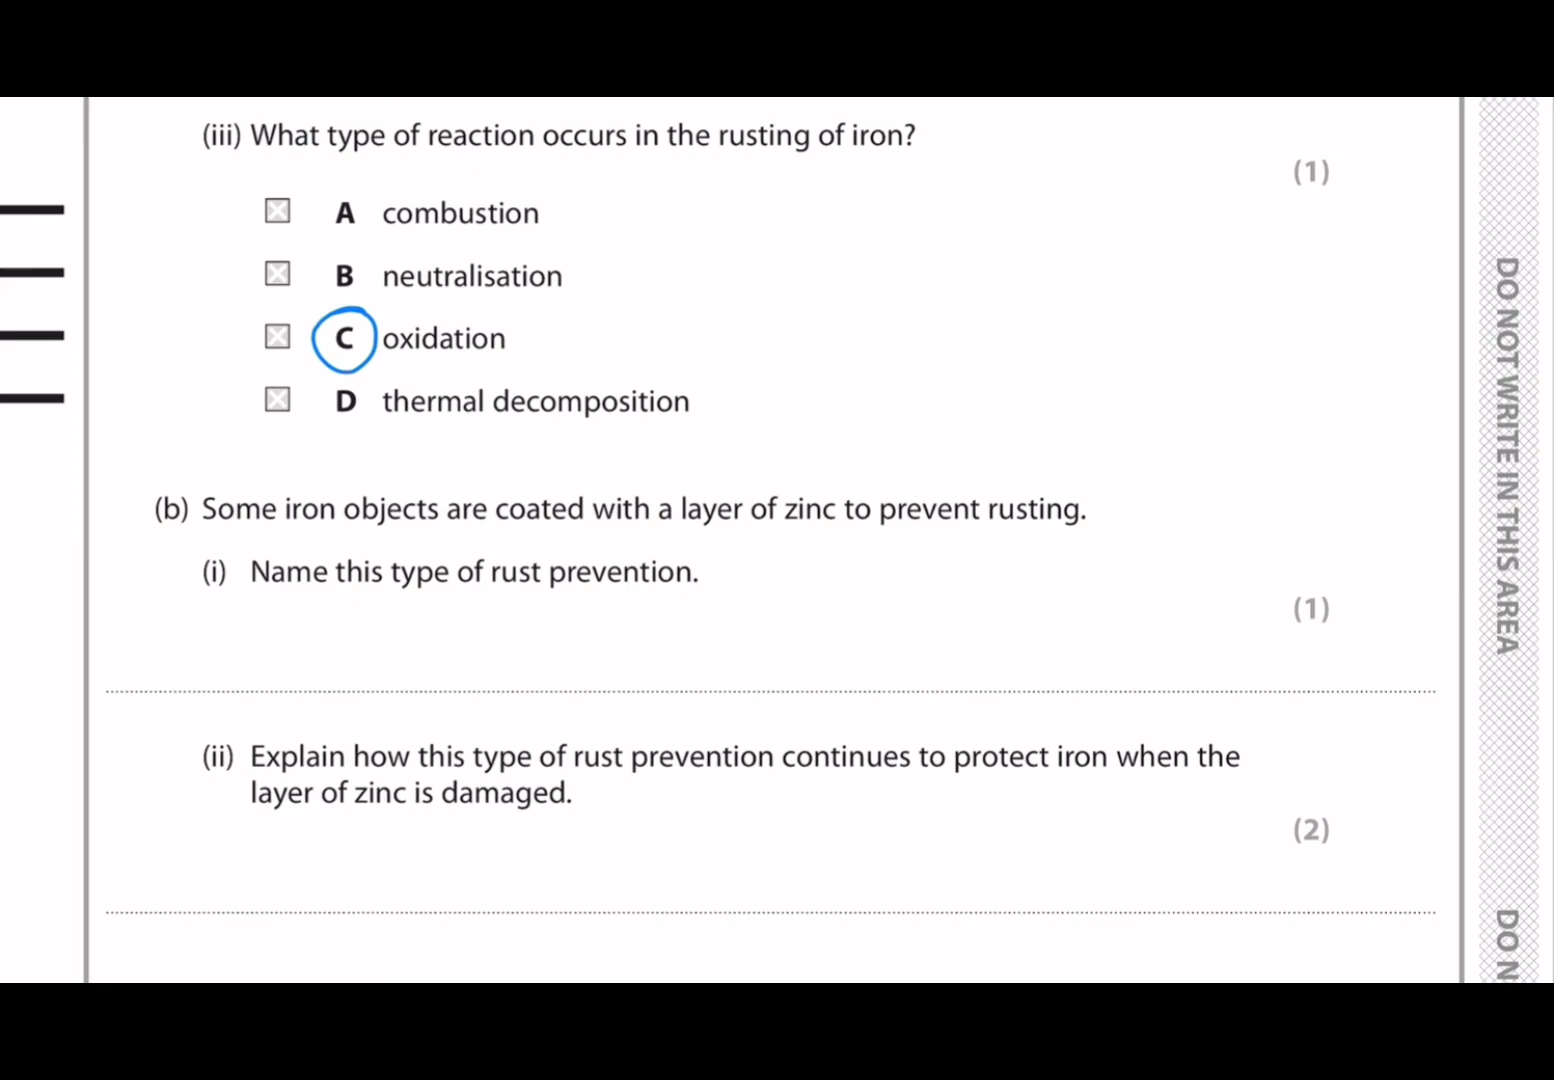 (iii) What type of reaction occurs in the rusting of iron?
(1)
A combustion
B neutralisation
C oxidation
D thermal decomposition
(b) Some iron objects are coated with a layer of zinc to prevent rusting.
(i) Name this type of rust prevention.
(1)
(ii) Explain how this type of rust prevention continues to protect iron when the
layer of zinc is damaged.
(2)
DO NOT WRITE IN THIS AREA
DO N